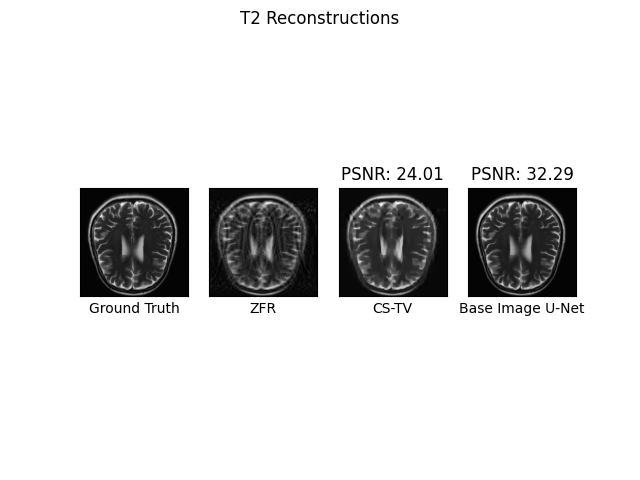 T2 Reconstructions
PSNR: 24.01
PSNR: 32.29
Ground Truth
ZFR
CS-TV
Base Image U-Net